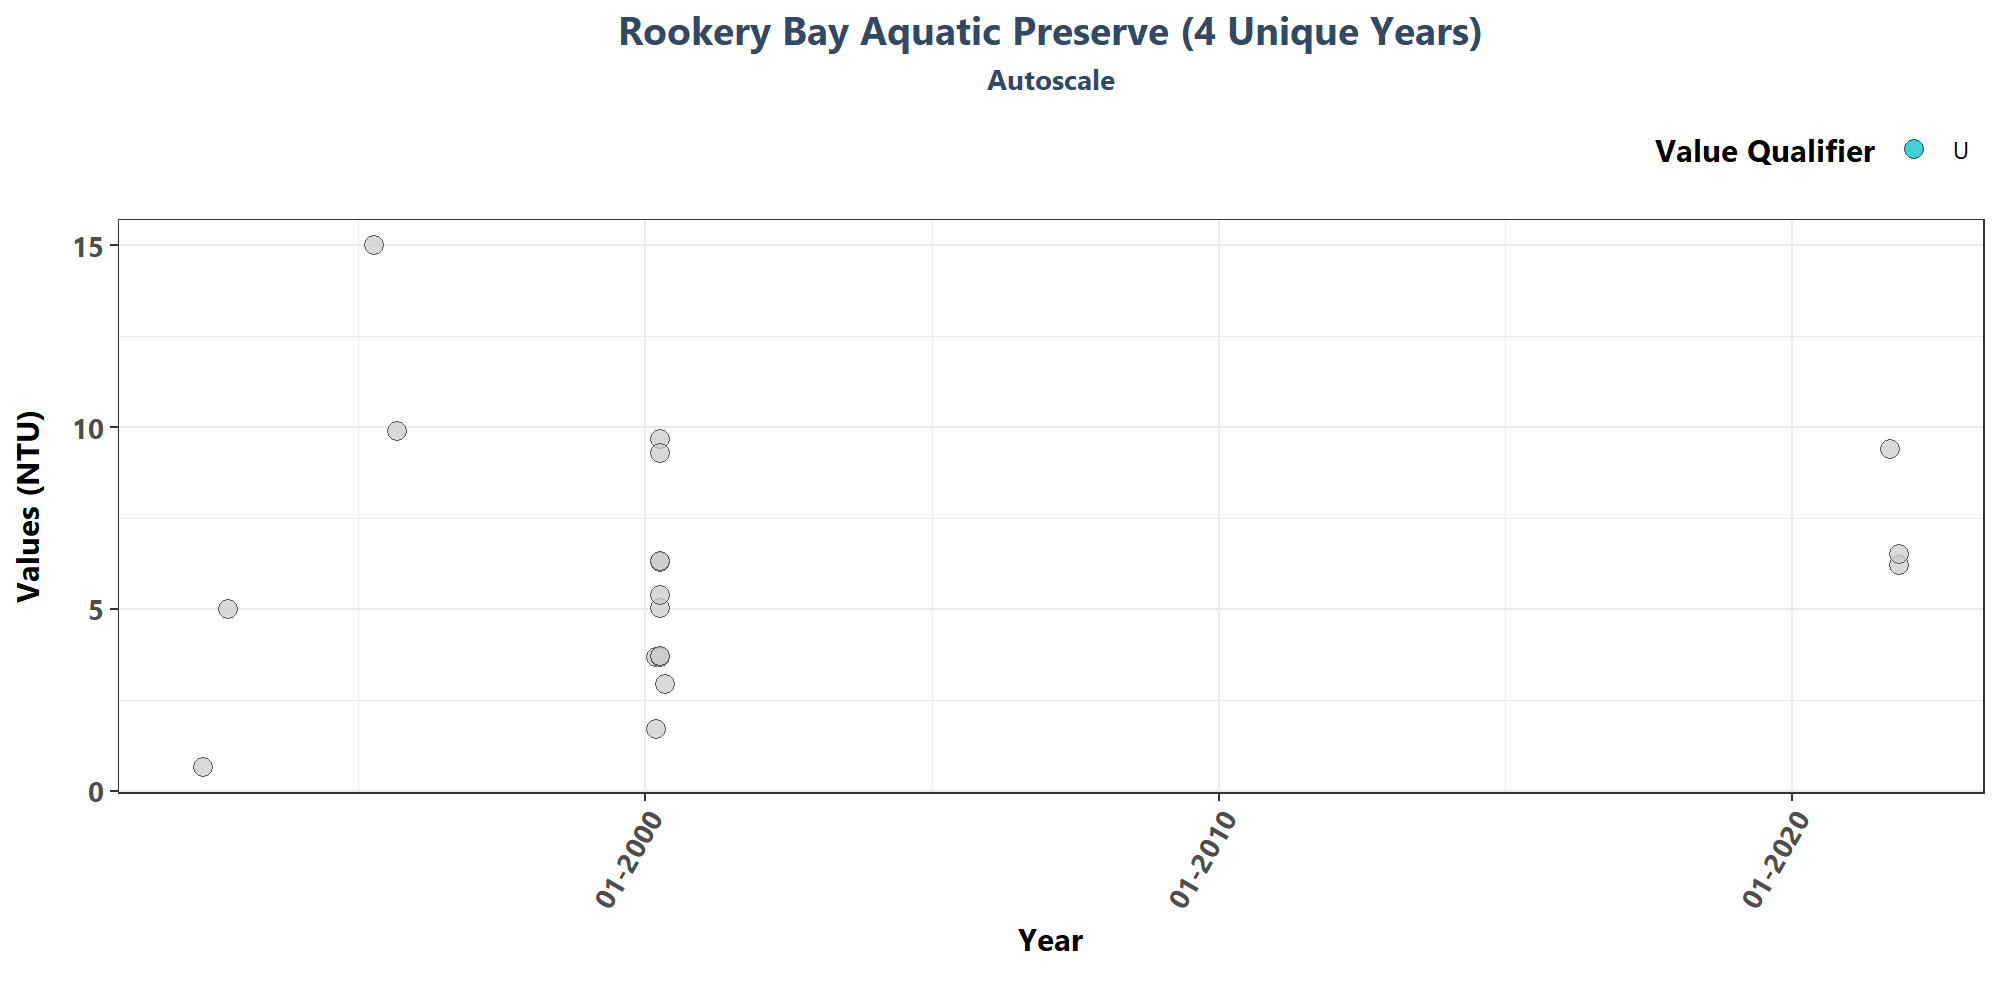 Rookery Bay Aquatic Preserve (4 Unique Years)
Autoscale
Value Qualifier U
Values (NTU)
15
10
5
0
01-2000 01-2010 01-2020
Year